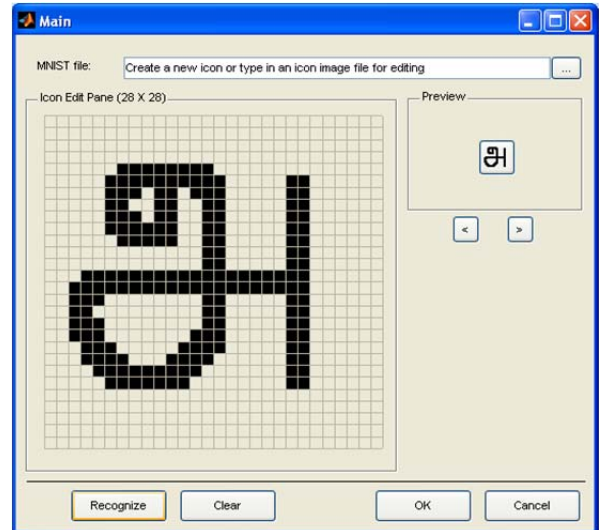 Main
MNIST file:
Create a new icon or type in an icon image file for editing
...
Icon Edit Pane (28 X 28)
அ
Preview
அ
<
>
Recognize
Clear
OK
Cancel